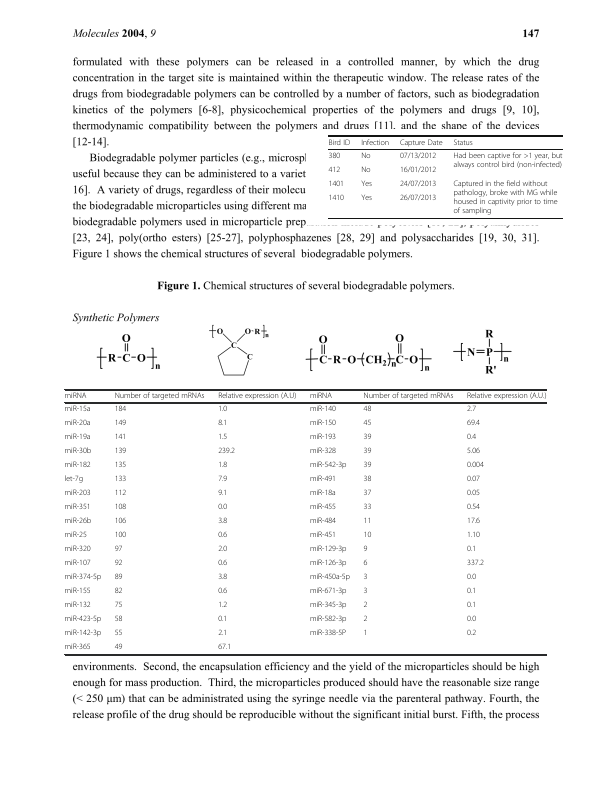 Molecules 2004, 9
147
formulated with these polymers can be released in a controlled manner, by which the drug
concentration in the target site is maintained within the therapeutic window. The release rates of the
drugs from biodegradable polymers can be controlled by a number of factors, such as biodegradation
kinetics of the polymers [6-8], physicochemical properties of the polymers and drugs [9, 10],
thermodynamic compatibility between the polymers and drugs [11], and the shape of the devices
[12-14].
Biodegradable polymer particles (e.g., microsp
useful because they can be administered to a variet
16]. A variety of drugs, regardless of their molecu
the biodegradable microparticles using different ma
biodegradable polymers used in microparticle prep
[23, 24], poly(ortho esters) [25-27], polyphosphazenes [28, 29] and polysaccharides [19, 30, 31].
Figure 1 shows the chemical structures of several biodegradable polymers.
Bird ID Infection Capture Date Status
380 No 07/13/2012 Had been captive for >1 year, but
always control bird (non-infected)
412 No 16/01/2012
1401 Yes 24/07/2013 Captured in the field without
pathology, broke with MG while
1410 Yes 26/07/2013 housed in captivity prior to time
of sampling
Figure 1. Chemical structures of several biodegradable polymers.
Synthetic Polymers
O
R-C-O n
O O-R n
C
C
O O
C-R-O-(CH2)n C-O n
R
N=P n
R'
miRNA Number of targeted mRNAs Relative expression (A.U) miRNA Number of targeted mRNAs Relative expression (A.U.)
miR-15a 184 1.0 miR-140 48 2.7
miR-20a 149 8.1 miR-150 45 69.4
miR-19a 141 1.5 miR-193 39 0.4
miR-30b 139 239.2 miR-328 39 5.06
miR-182 135 1.8 miR-542-3p 39 0.004
let-7g 133 7.9 miR-491 38 0.07
miR-203 112 9.1 miR-18a 37 0.05
miR-351 108 0.0 miR-455 33 0.54
miR-26b 106 3.8 miR-484 11 17.6
miR-25 100 0.6 miR-451 10 1.10
miR-320 97 2.0 miR-129-3p 9 0.1
miR-107 92 0.6 miR-126-3p 6 337.2
miR-374-5p 89 3.8 miR-450a-5p 3 0.0
miR-155 82 0.6 miR-671-3p 3 0.1
miR-132 75 1.2 miR-345-3p 2 0.1
miR-423-5p 58 0.1 miR-582-3p 2 0.0
miR-142-3p 55 2.1 miR-338-5P 1 0.2
miR-365 49 67.1
environments. Second, the encapsulation efficiency and the yield of the microparticles should be high
enough for mass production. Third, the microparticles produced should have the reasonable size range
(< 250 μm) that can be administrated using the syringe needle via the parenteral pathway. Fourth, the
release profile of the drug should be reproducible without the significant initial burst. Fifth, the process